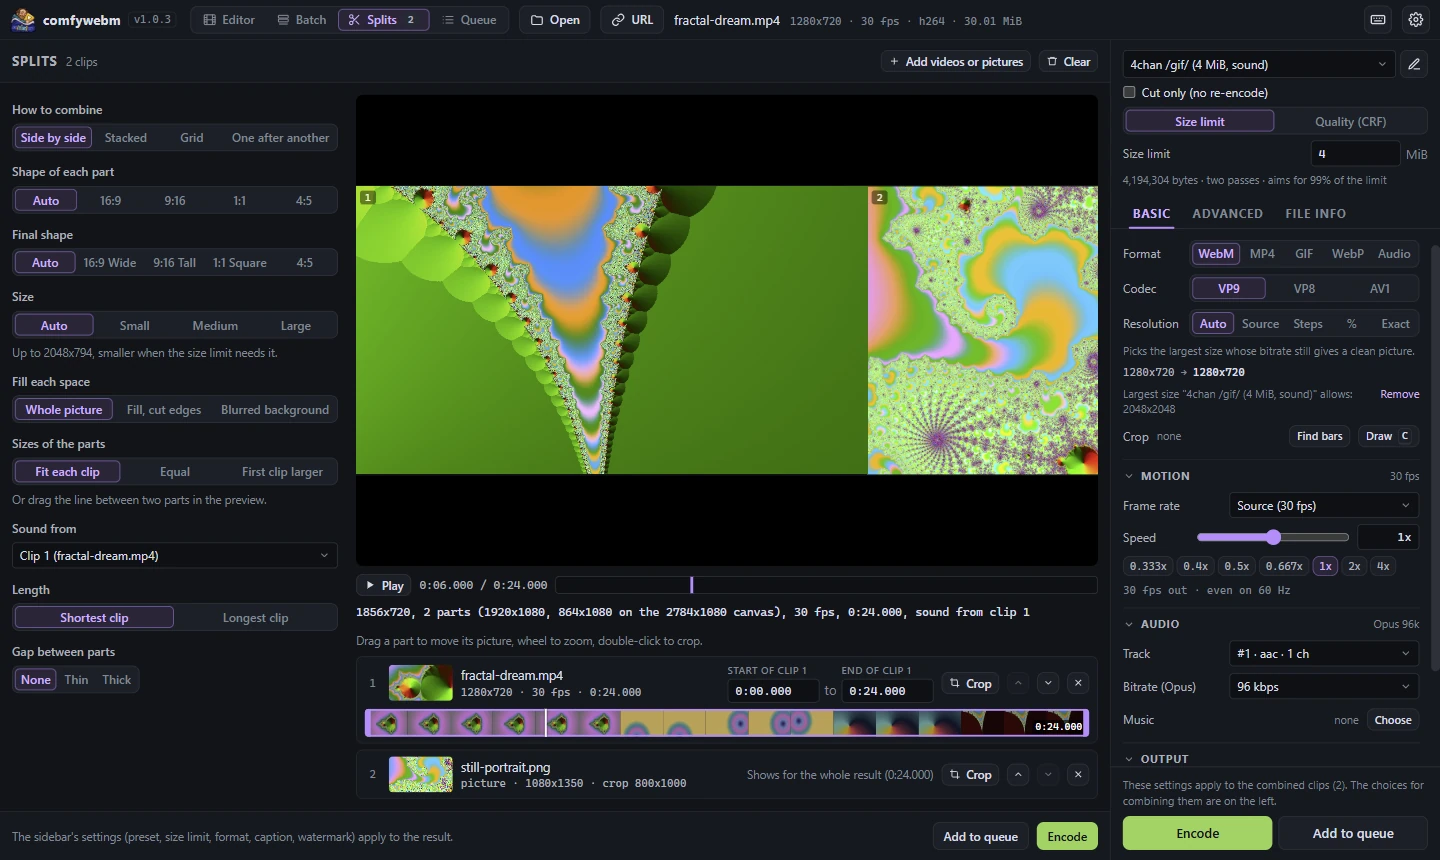 comfywebm v1.0.3 Editor Batch Splits 2 Queue Open URL fractal-dream.mp4 1280x720 · 30 fps · h264 · 30.01 MiB
SPLITS 2 clips + Add videos or pictures Clear
How to combine
Side by side Stacked Grid One after another
Shape of each part
Auto 16:9 9:16 1:1 4:5
Final shape
Auto 16:9 Wide 9:16 Tall 1:1 Square 4:5
Size
Auto Small Medium Large
Up to 2048x794, smaller when the size limit needs it.
Fill each space
Whole picture Fill, cut edges Blurred background
Sizes of the parts
Fit each clip Equal First clip larger
Or drag the line between two parts in the preview.
Sound from
Clip 1 (fractal-dream.mp4)
Length
Shortest clip Longest clip
Gap between parts
None Thin Thick
1 2
Play 0:06.000 / 0:24.000
1856x720, 2 parts (1920x1080, 864x1080 on the 2784x1080 canvas), 30 fps, 0:24.000, sound from clip 1
Drag a part to move its picture, wheel to zoom, double-click to crop.
1 fractal-dream.mp4
1280x720 · 30 fps · 0:24.000
START OF CLIP 1 END OF CLIP 1
0:00.000 to 0:24.000 Crop
0:24.000
2 still-portrait.png
picture · 1080x1350 · crop 800x1000
Shows for the whole result (0:24.000) Crop
The sidebar's settings (preset, size limit, format, caption, watermark) apply to the result. Add to queue Encode
4chan /gif/ (4 MiB, sound)
Cut only (no re-encode)
Size limit Quality (CRF)
Size limit 4 MiB
4,194,304 bytes · two passes · aims for 99% of the limit
BASIC ADVANCED FILE INFO
Format WebM MP4 GIF WebP Audio
Codec VP9 VP8 AV1
Resolution Auto Source Steps % Exact
Picks the largest size whose bitrate still gives a clean picture.
1280x720 → 1280x720
Largest size "4chan /gif/ (4 MiB, sound)" allows: Remove
2048x2048
Crop none Find bars Draw C
MOTION 30 fps
Frame rate Source (30 fps)
Speed 1x
0.333x 0.4x 0.5x 0.667x 1x 2x 4x
30 fps out · even on 60 Hz
AUDIO Opus 96k
Track #1 · aac · 1 ch
Bitrate (Opus) 96 kbps
Music none Choose
OUTPUT
These settings apply to the combined clips (2). The choices for
combining them are on the left.
Encode Add to queue